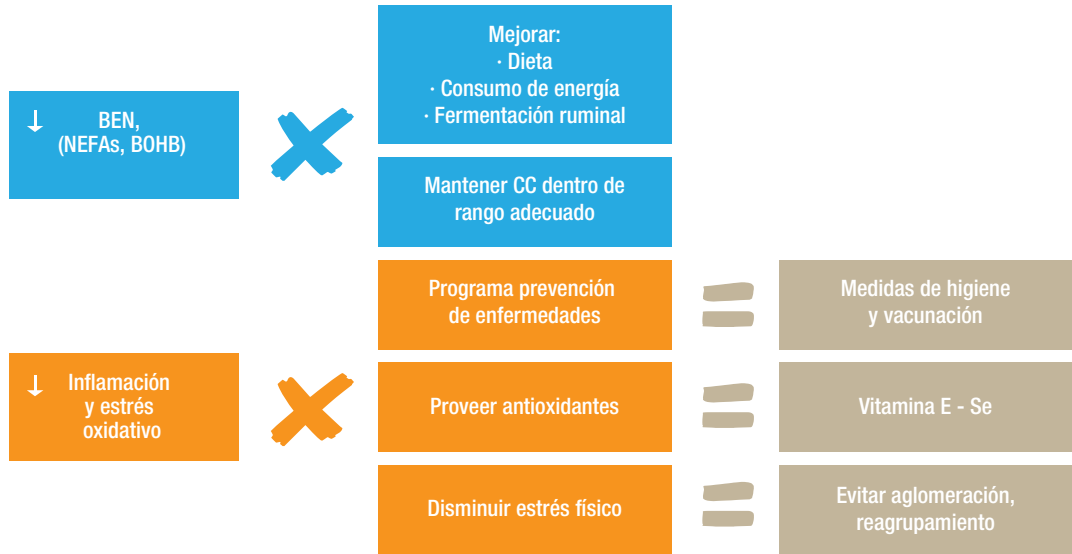 Mejorar:
· Dieta
· Consumo de energía
· Fermentación ruminal
↓ BEN,
(NEFAs, BOHB)
Mantener CC dentro de
rango adecuado
Programa prevención
de enfermedades
Medidas de higiene
y vacunación
↓ Inflamación
y estrés
oxidativo
Proveer antioxidantes
Vitamina E - Se
Disminuir estrés físico
Evitar aglomeración,
reagrupamiento